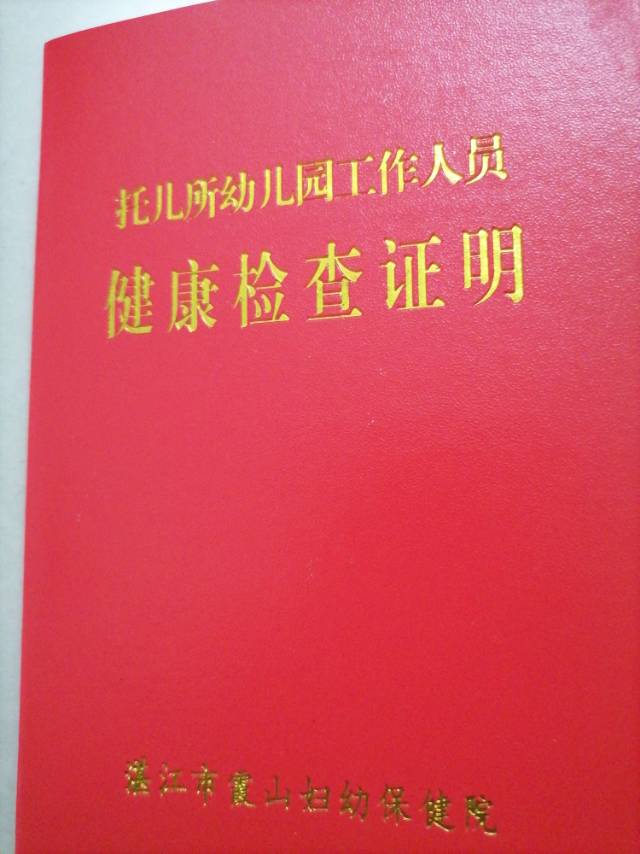 托儿所幼儿园工作人员
健康检查证明
湛江市霞山妇幼保健院